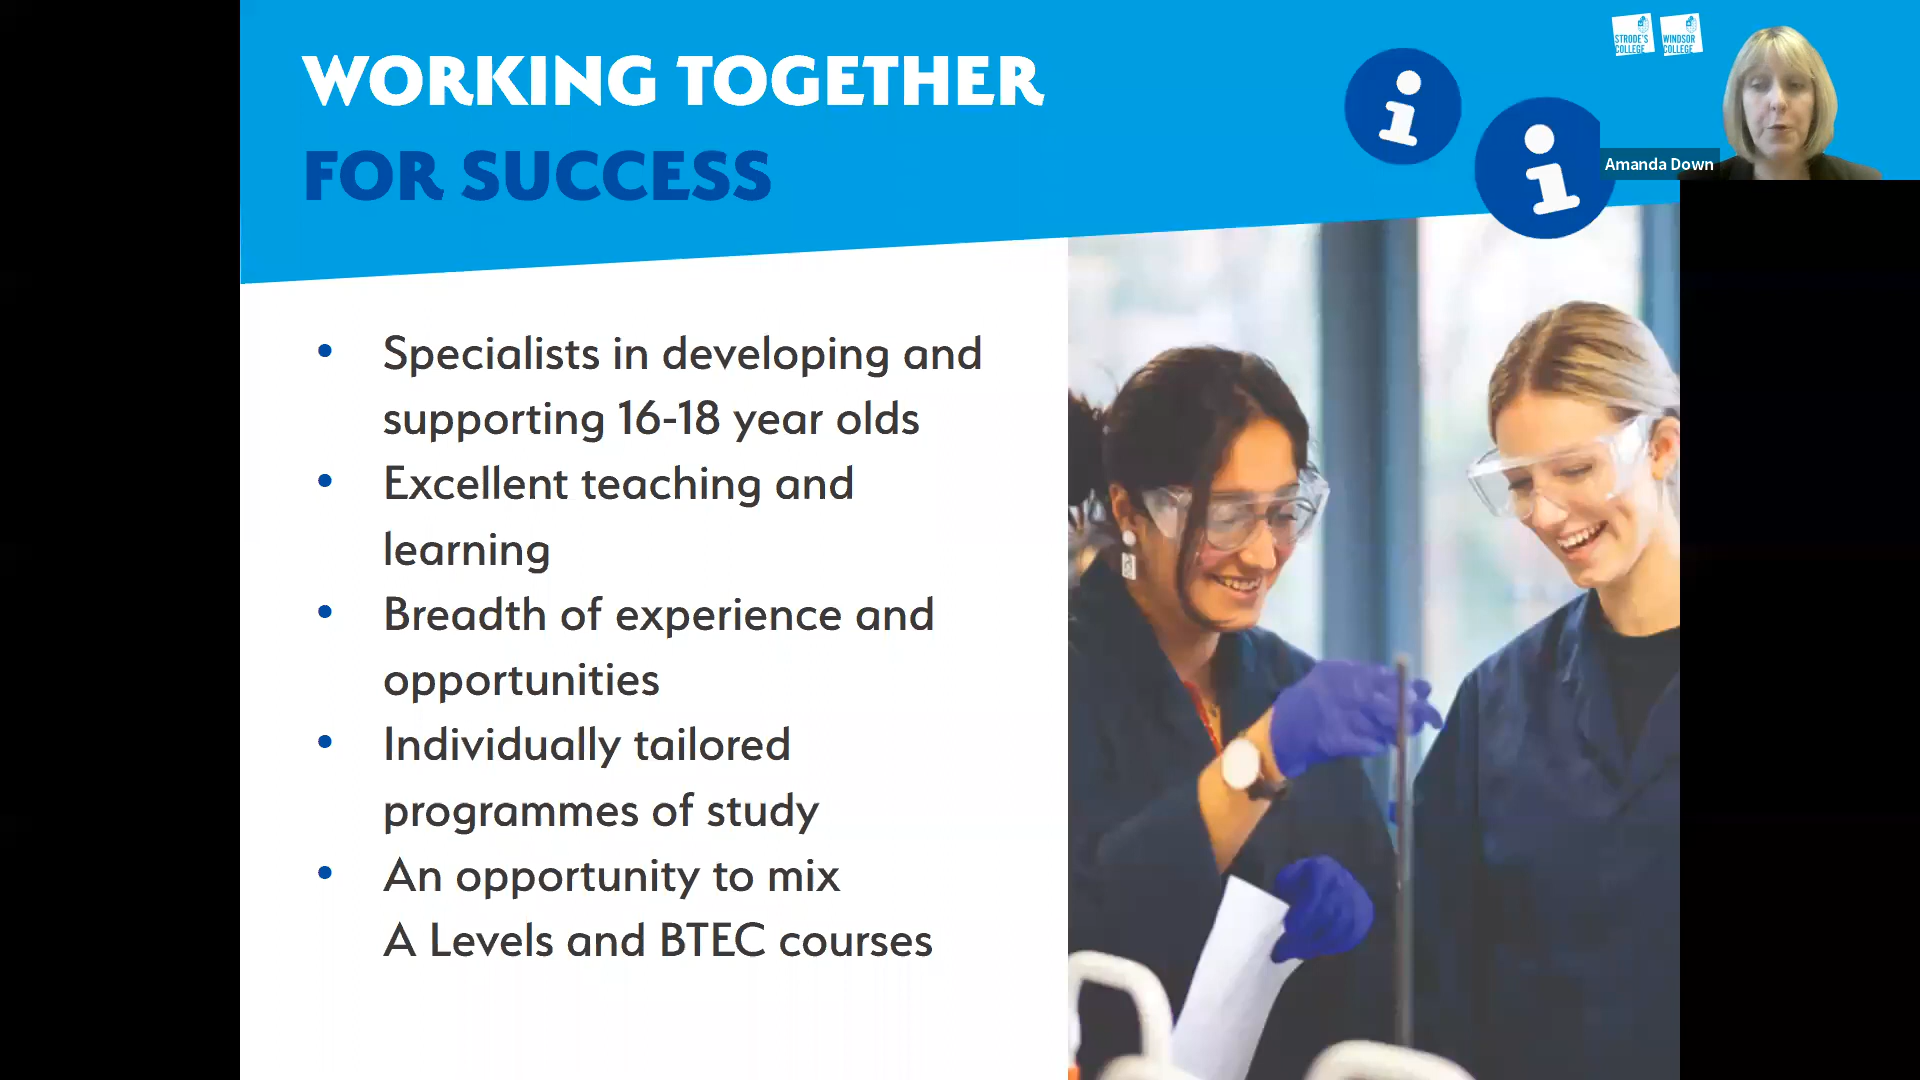 WORKING TOGETHER
FOR SUCCESS
STRODE'S
COLLEGE
WINDSOR
COLLEGE
i
i
Amanda Down
• Specialists in developing and
supporting 16-18 year olds
• Excellent teaching and
learning
• Breadth of experience and
opportunities
• Individually tailored
programmes of study
• An opportunity to mix
A Levels and BTEC courses